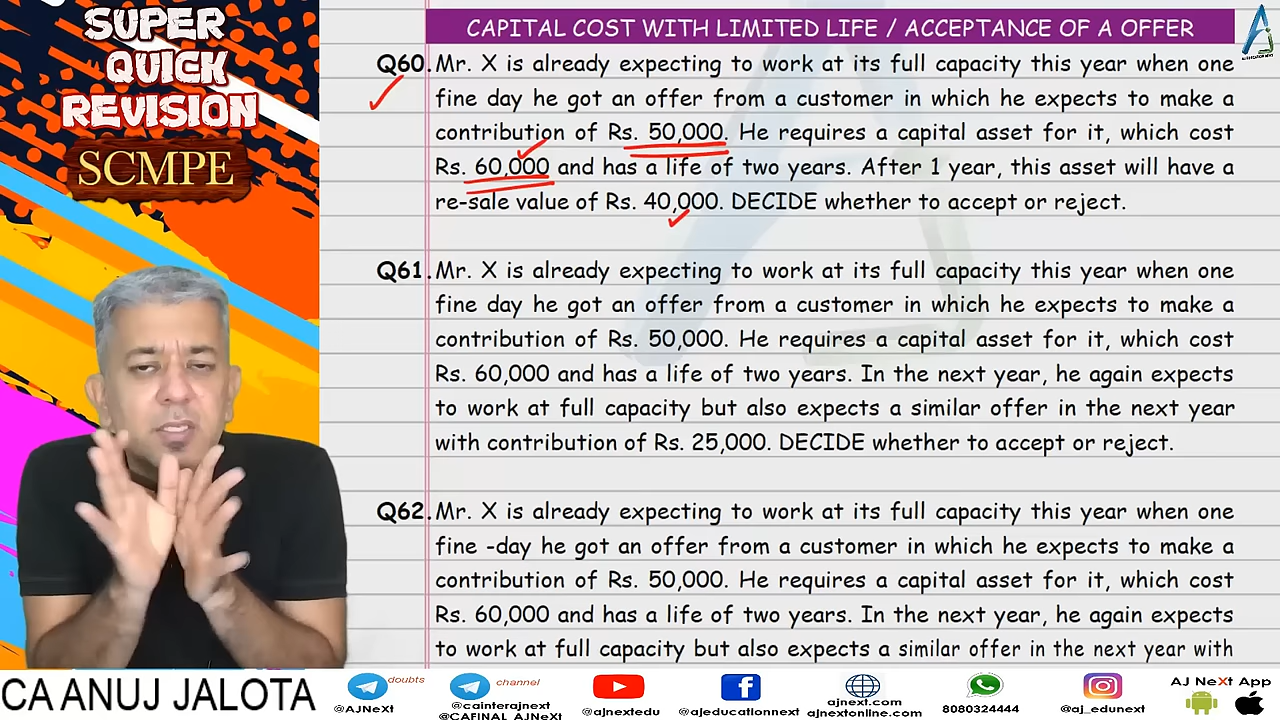 SUPER
QUICK
REVISION
SCMPE
CAPITAL COST WITH LIMITED LIFE / ACCEPTANCE OF A OFFER
Q60. Mr. X is already expecting to work at its full capacity this year when one
fine day he got an offer from a customer in which he expects to make a
contribution of Rs. 50,000. He requires a capital asset for it, which cost
Rs. 60,000 and has a life of two years. After 1 year, this asset will have a
re-sale value of Rs. 40,000. DECIDE whether to accept or reject.
Q61. Mr. X is already expecting to work at its full capacity this year when one
fine day he got an offer from a customer in which he expects to make a
contribution of Rs. 50,000. He requires a capital asset for it, which cost
Rs. 60,000 and has a life of two years. In the next year, he again expects
to work at full capacity but also expects a similar offer in the next year
with contribution of Rs. 25,000. DECIDE whether to accept or reject.
Q62. Mr. X is already expecting to work at its full capacity this year when one
fine -day he got an offer from a customer in which he expects to make a
contribution of Rs. 50,000. He requires a capital asset for it, which cost
Rs. 60,000 and has a life of two years. In the next year, he again expects
to work at full capacity but also expects a similar offer in the next year with
CA ANUJ JALOTA
doubts
@AJNeXt
channel
@cainterajnext
@CAFINAL_AJNeXt
@ajnextedu
@ajeducationnext
ajnext.com
ajnextonline.com
8080324444
@aj_edunext
AJ NeXt App